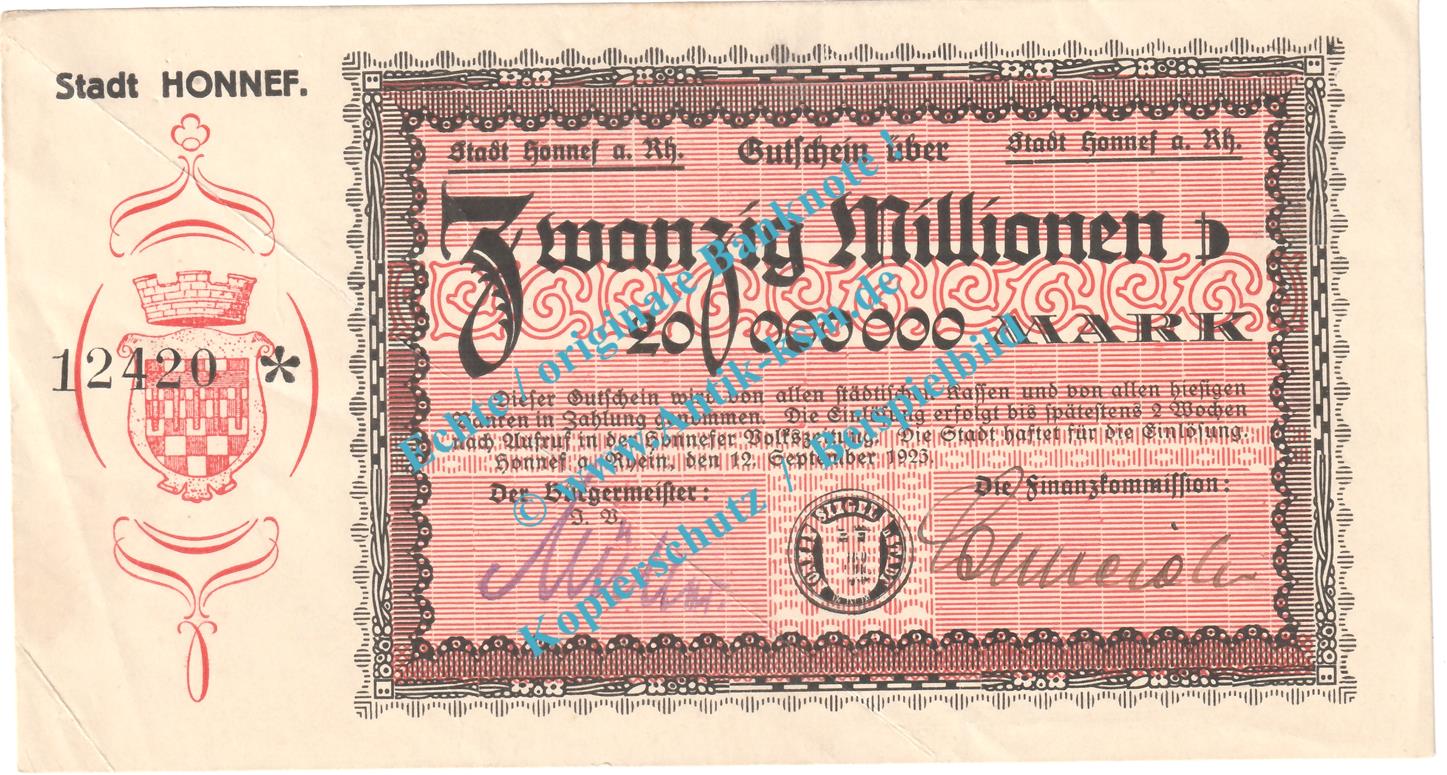 Stadt HONNEF.
12420 *
Stadt Honnef a. Rh. Gutschein über Stadt Honnef a. Rh.
Zwanzig Millionen
20 000 000 MARK
Dieser Gutschein wird von allen städtischen Kassen und von allen hiesigen
Banken in Zahlung genommen. Die Einlösung erfolgt bis spätestens 2 Wochen
nach Aufruf in der Honnefer Volkszeitung. Die Stadt haftet für die Einlösung.
Honnef a. Rhein, den 12. September 1923.
Der Bürgermeister: Die Finanzkommission:
J. V.
Echte / originale Banknote !
© www.Antik-ksm.de
Kopierschutz / Beispielbild